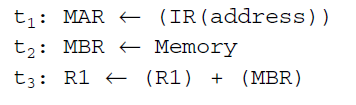 t₁: MAR ← (IR(address))
t₂: MBR ← Memory
t₃: R1 ← (R1) + (MBR)